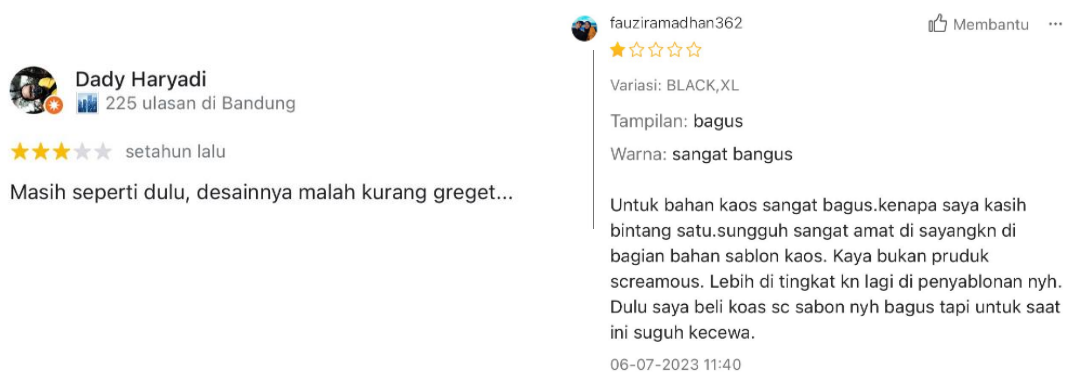 Dady Haryadi
225 ulasan di Bandung
setahun lalu
Masih seperti dulu, desainnya malah kurang greget...
fauziramadhan362
Membantu
Variasi: BLACK,XL
Tampilan: bagus
Warna: sangat bangus
Untuk bahan kaos sangat bagus.kenapa saya kasih
bintang satu.sungguh sangat amat di sayangkn di
bagian bahan sablon kaos. Kaya bukan pruduk
screamous. Lebih di tingkat kn lagi di penyablonan nyh.
Dulu saya beli koas sc sabon nyh bagus tapi untuk saat
ini suguh kecewa.
06-07-2023 11:40